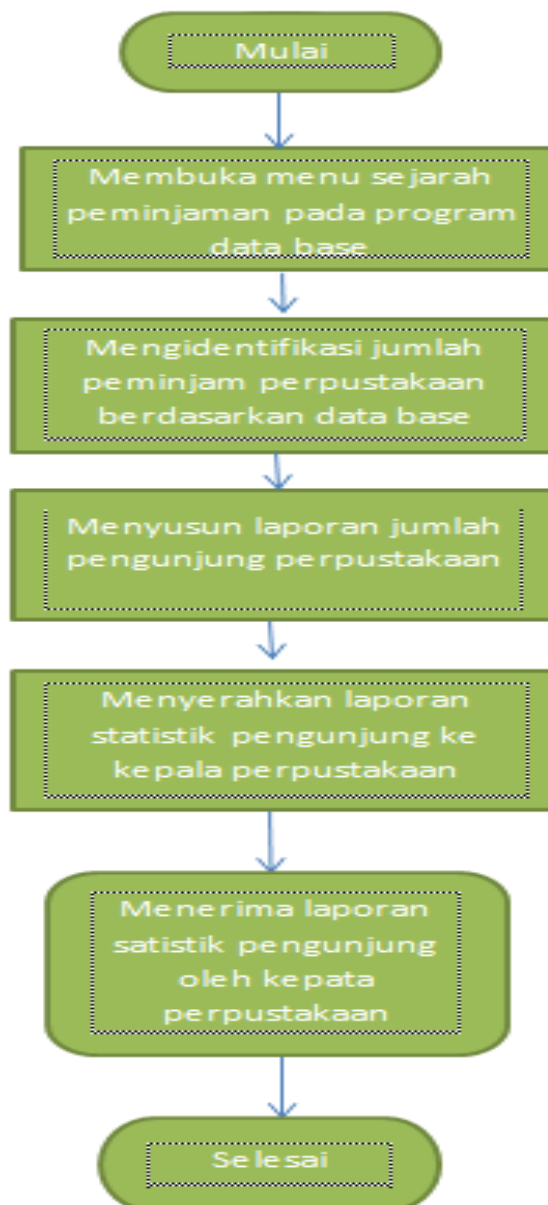 Mulai
Membuka menu sejarah
peminjaman pada program
data base
Mengidentifikasi jumlah
peminjam perpustakaan
berdasarkan data base
Menyusun laporan jumlah
pengunjung perpustakaan
Menyerahkan laporan
statistik pengunjung ke
kepala perpustakaan
Menerima laporan
satistik pengunjung
oleh kepata
perpustakaan
Selesai